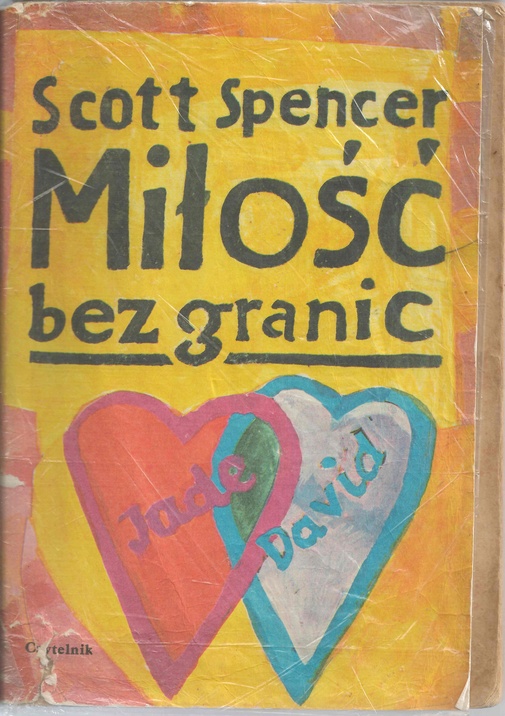 Scott Spencer
Miłość
bez granic
Jade
David
Czytelnik